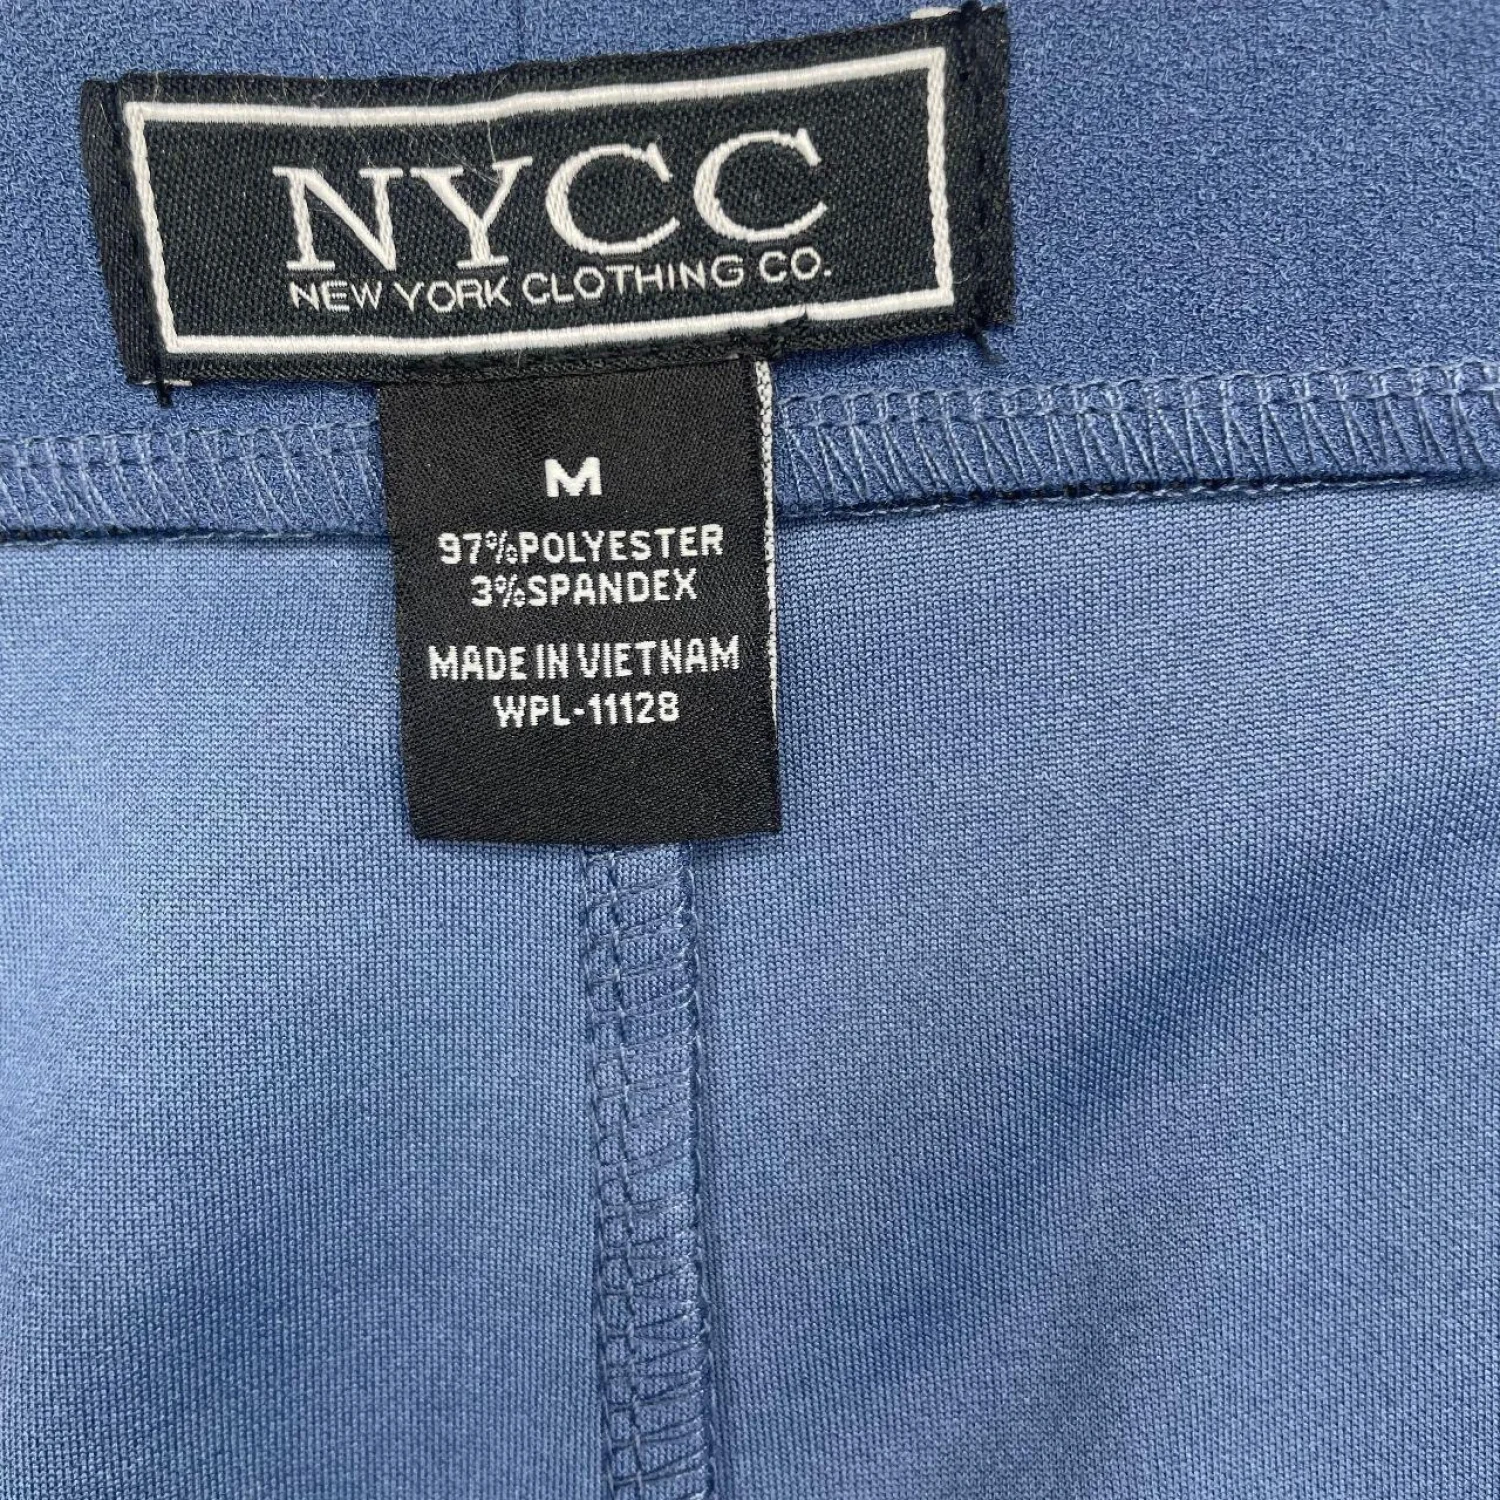 NYCC
NEW YORK CLOTHING CO.
M
97%POLYESTER
3%SPANDEX
MADE IN VIETNAM
WPL-11128